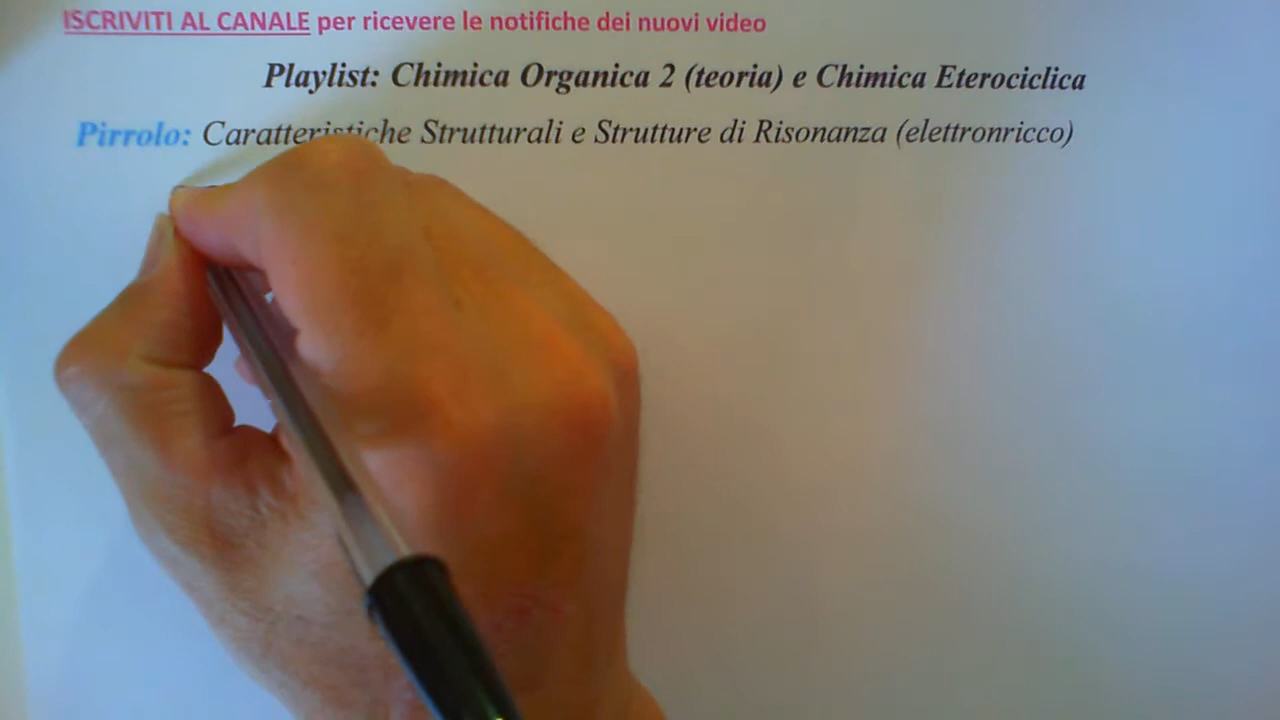 ISCRIVITI AL CANALE per ricevere le notifiche dei nuovi video
Playlist: Chimica Organica 2 (teoria) e Chimica Eterociclica
Pirrolo: Caratteristiche Strutturali e Strutture di Risonanza (elettronricco)